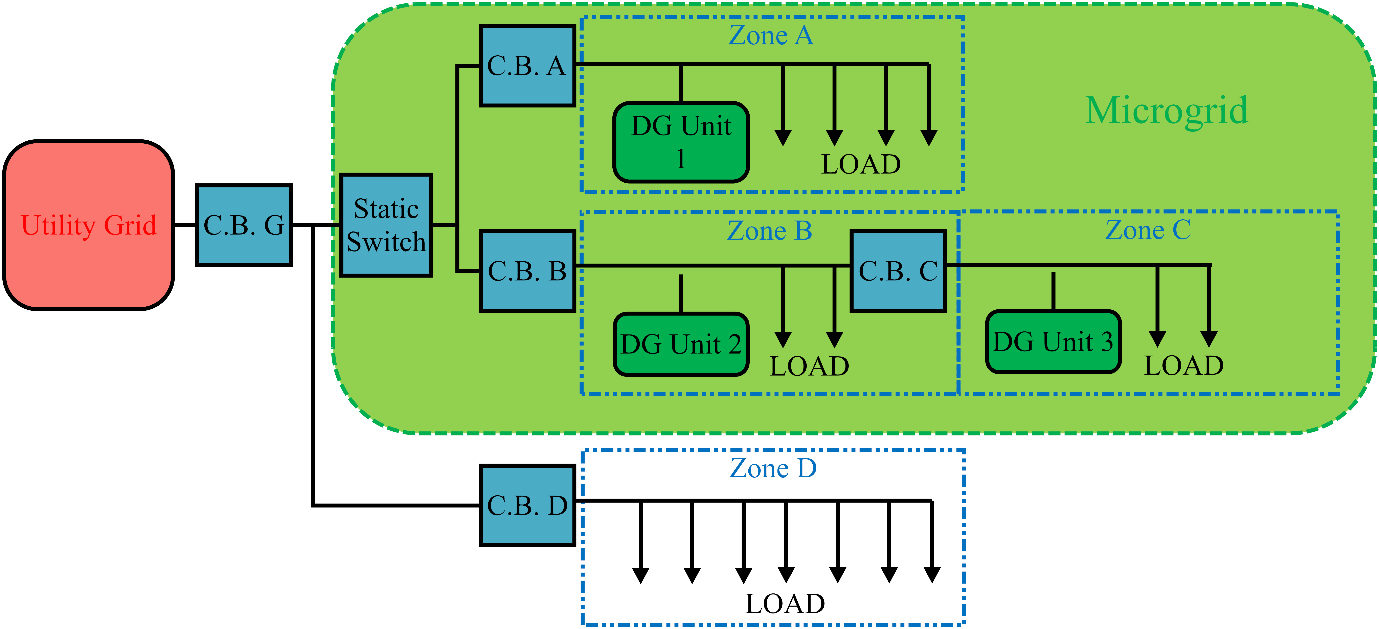 Zone A
C.B. A
Microgrid
DG Unit
1
LOAD
Utility Grid
C.B. G
Static
Switch
Zone B
Zone C
C.B. B
C.B. C
DG Unit 2
LOAD
DG Unit 3
LOAD
Zone D
C.B. D
LOAD